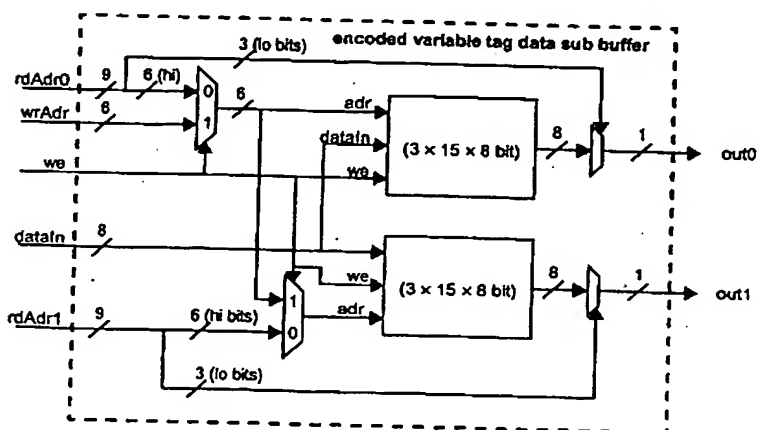 3 (lo bits)
encoded variable tag data sub buffer
rdAdr0
9
6 (hi)
0
6
wrAdr
6
1
adr
dataIn
(3 × 15 × 8 bit)
8
1
out0
we
we
dataIn
8
we
(3 × 15 × 8 bit)
8
1
out1
1
adr
rdAdr1
9
6 (hi bits)
0
3 (lo bits)